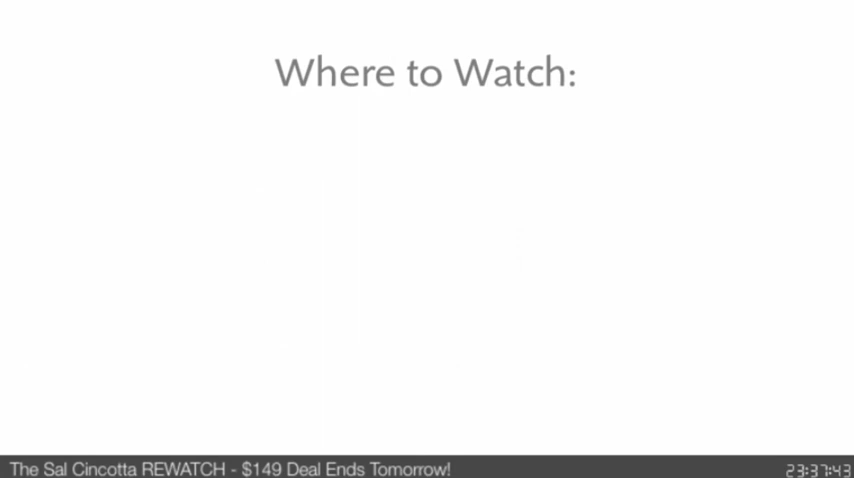 Where to Watch:
The Sal Cincotta REWATCH - $149 Deal Ends Tomorrow!
23:37:43